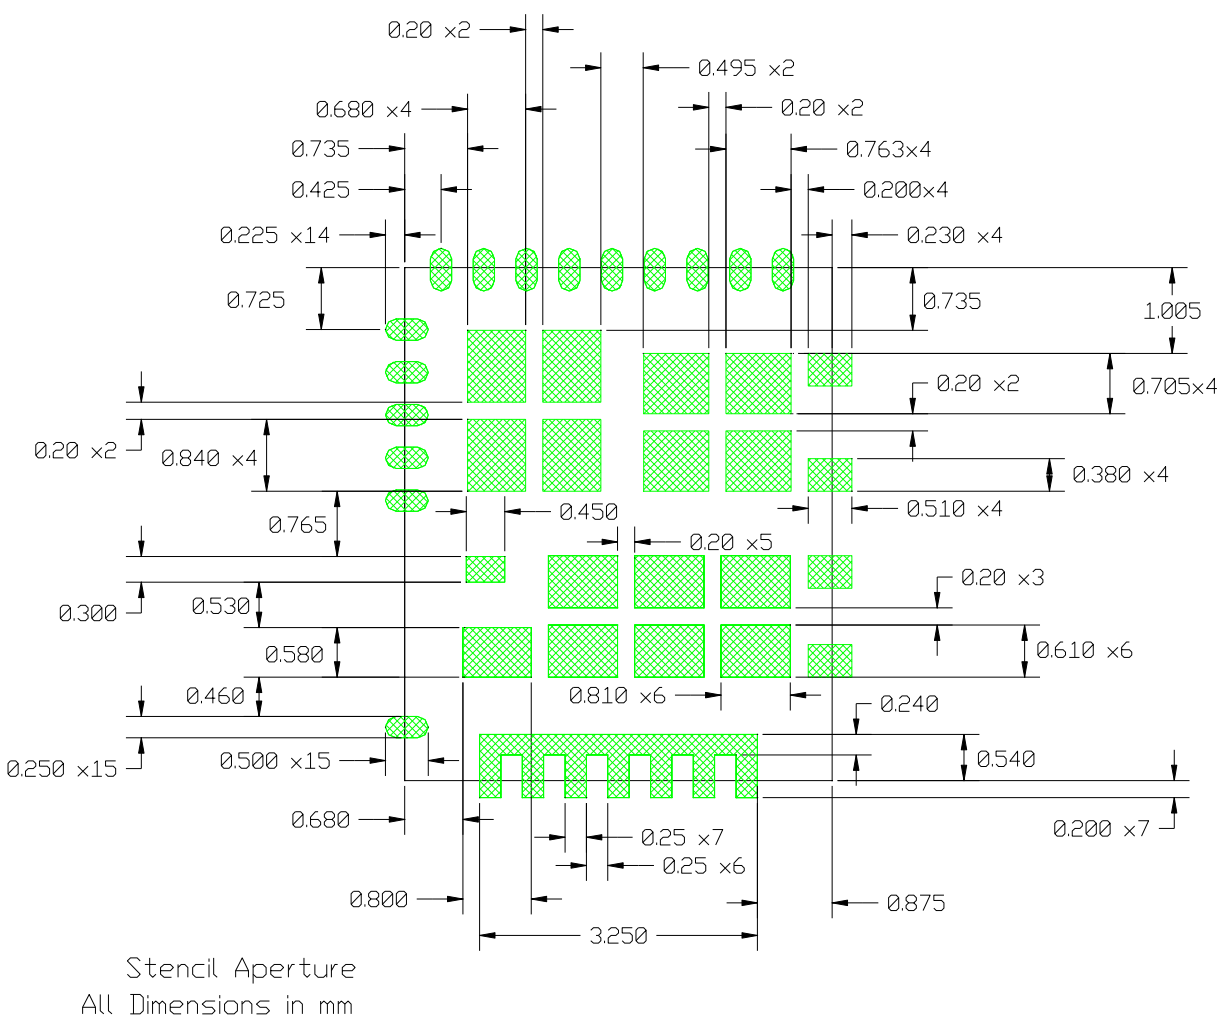 0.20 x2
0.495 x2
0.680 x4
0.20 x2
0.735
0.763x4
0.425
0.200x4
0.225 x14
0.230 x4
0.725
0.735
1.005
0.20 x2
0.705x4
0.20 x2
0.840 x4
0.380 x4
0.765
0.450
0.510 x4
0.20 x5
0.300
0.530
0.20 x3
0.580
0.610 x6
0.460
0.810 x6
0.240
0.250 x15
0.500 x15
0.540
0.680
0.25 x7
0.200 x7
0.25 x6
0.800
0.875
3.250
Stencil Aperture
All Dimensions in mm